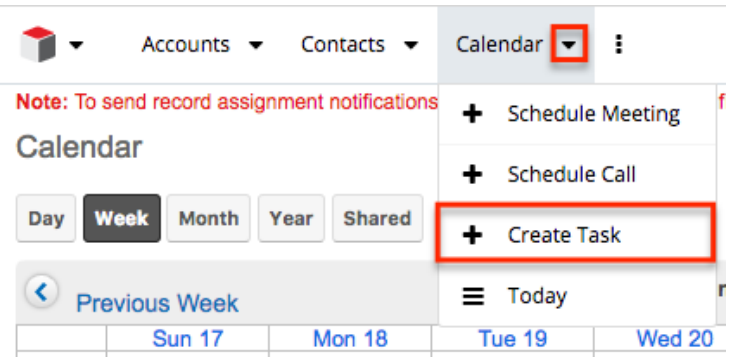 Accounts Contacts Calendar
Note: To send record assignment notifications
Calendar
Day Week Month Year Shared
Previous Week
Sun 17 Mon 18 Tue 19 Wed 20
Schedule Meeting
Schedule Call
Create Task
Today